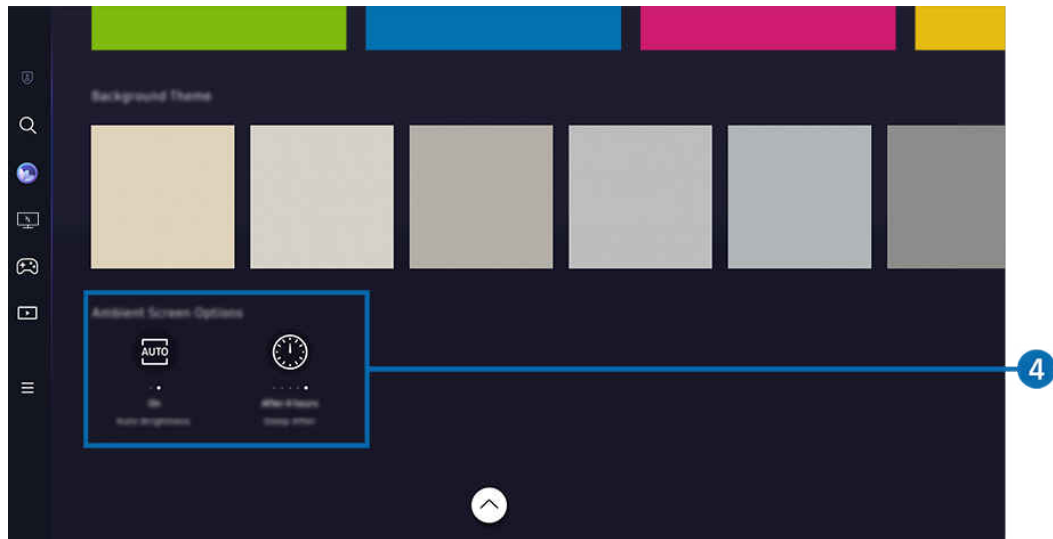 Background Theme
Ambient Screen Options
AUTO
On
After 4 hours
Auto Brightness
Sleep After
4